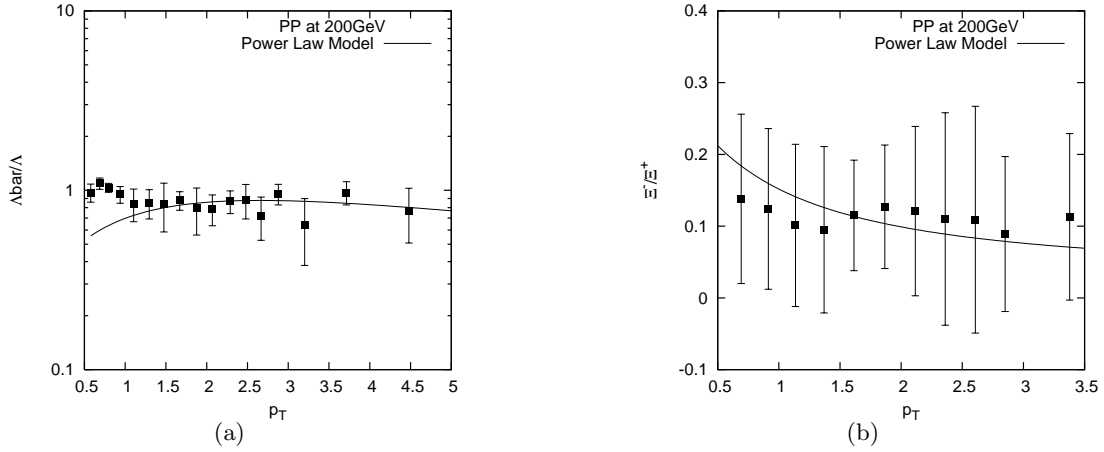 10
1
0.1
Λbar/Λ
PP at 200GeV
Power Law Model
0.5 1 1.5 2 2.5 3 3.5 4 4.5 5
p_T
(a)
0.4
0.3
0.2
0.1
0
-0.1
Ξ⁻/Ξ⁺
PP at 200GeV
Power Law Model
0.5 1 1.5 2 2.5 3 3.5
p_T
(b)